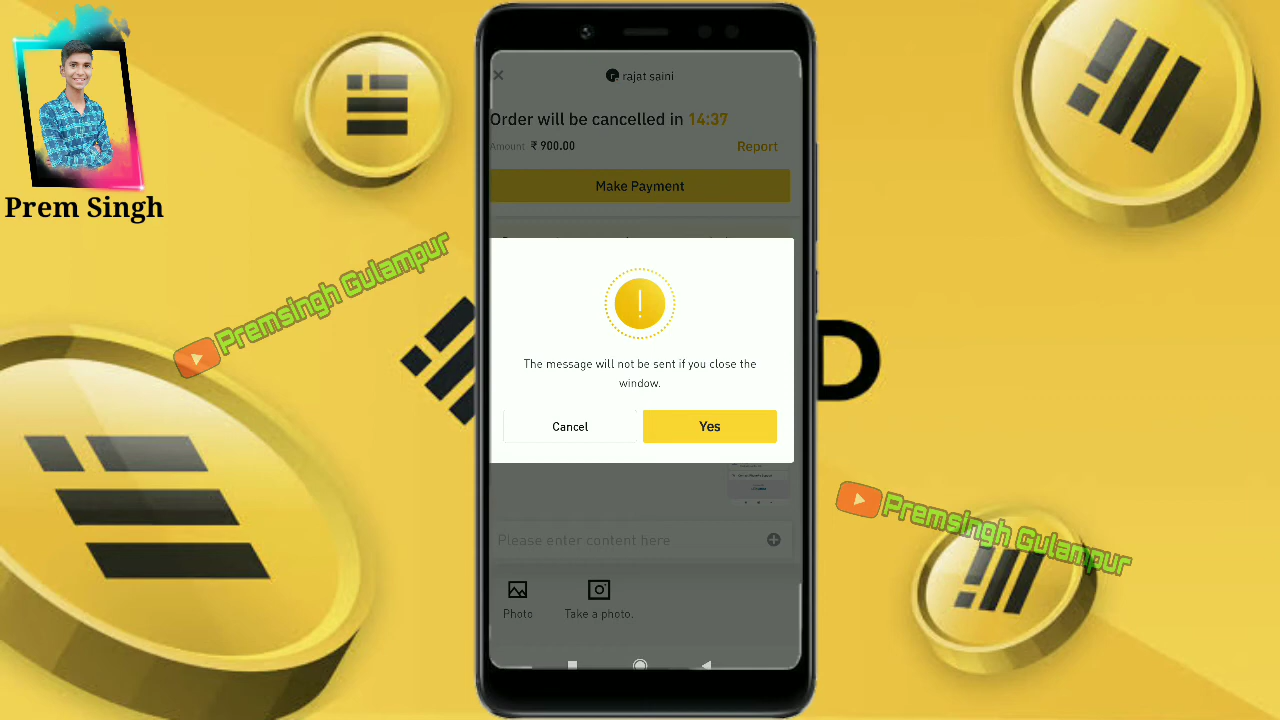 rajat saini
Order will be cancelled in 14:37
Amount ₹ 900.00
Report
Make Payment
The message will not be sent if you close the
window.
Cancel
Yes
Please enter content here
Photo
Take a photo.
Prem Singh
Premsingh Gulampur
Premsingh Gulampur
D